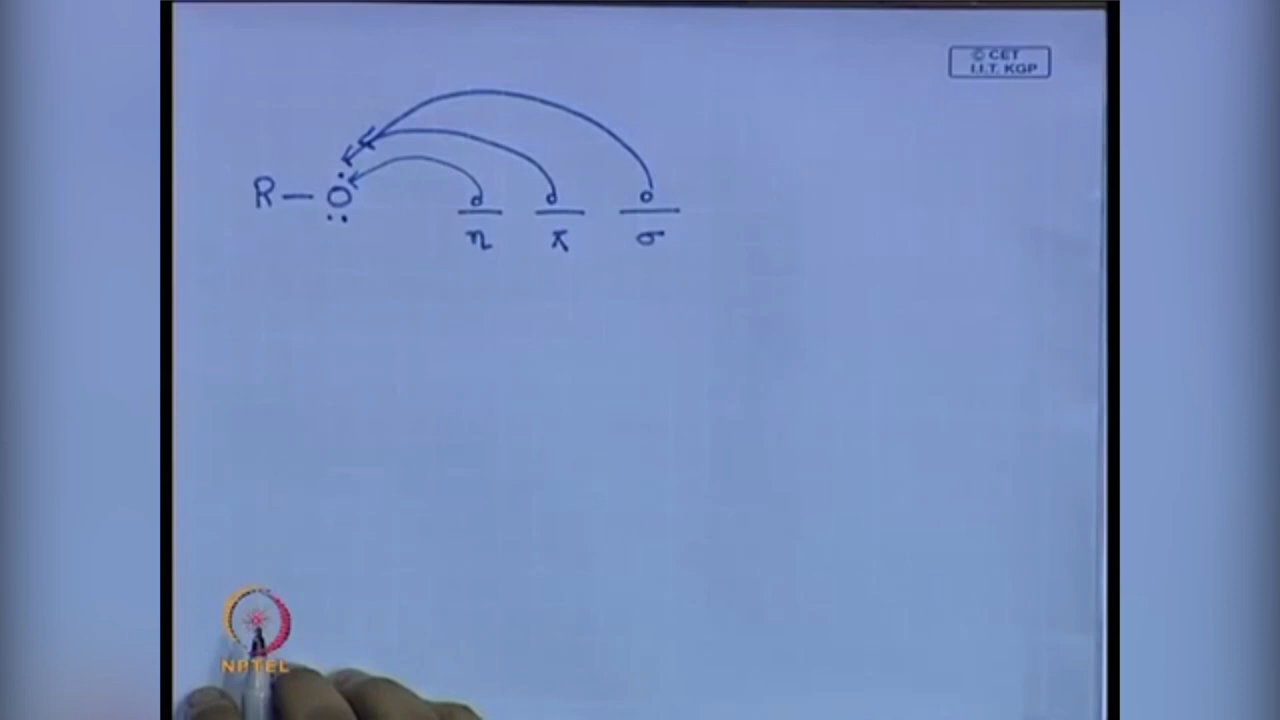 © CET
I.I.T. KGP
R–Ö:
η π σ
NPTEL